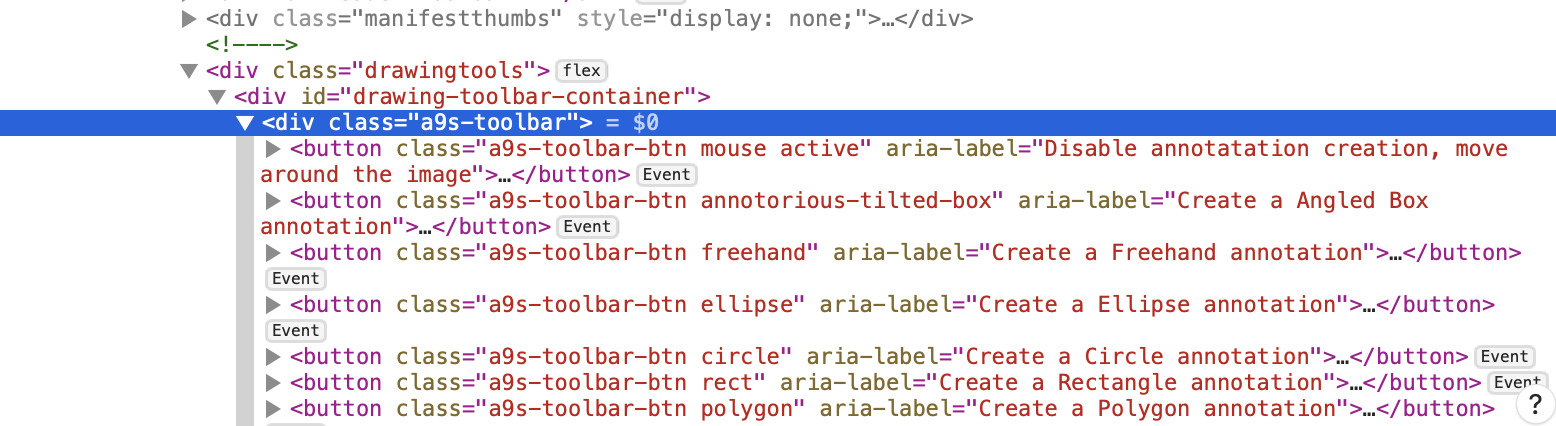 <div class="manifestthumbs" style="display: none;">…</div>
<!---->
<div class="drawingtools"> flex
<div id="drawing-toolbar-container">
<div class="a9s-toolbar"> = $0
<button class="a9s-toolbar-btn mouse active" aria-label="Disable annotatation creation, move
around the image">…</button> Event
<button class="a9s-toolbar-btn annotorious-tilted-box" aria-label="Create a Angled Box
annotation">…</button> Event
<button class="a9s-toolbar-btn freehand" aria-label="Create a Freehand annotation">…</button>
Event
<button class="a9s-toolbar-btn ellipse" aria-label="Create a Ellipse annotation">…</button>
Event
<button class="a9s-toolbar-btn circle" aria-label="Create a Circle annotation">…</button> Event
<button class="a9s-toolbar-btn rect" aria-label="Create a Rectangle annotation">…</button> Event
<button class="a9s-toolbar-btn polygon" aria-label="Create a Polygon annotation">…</button>
?